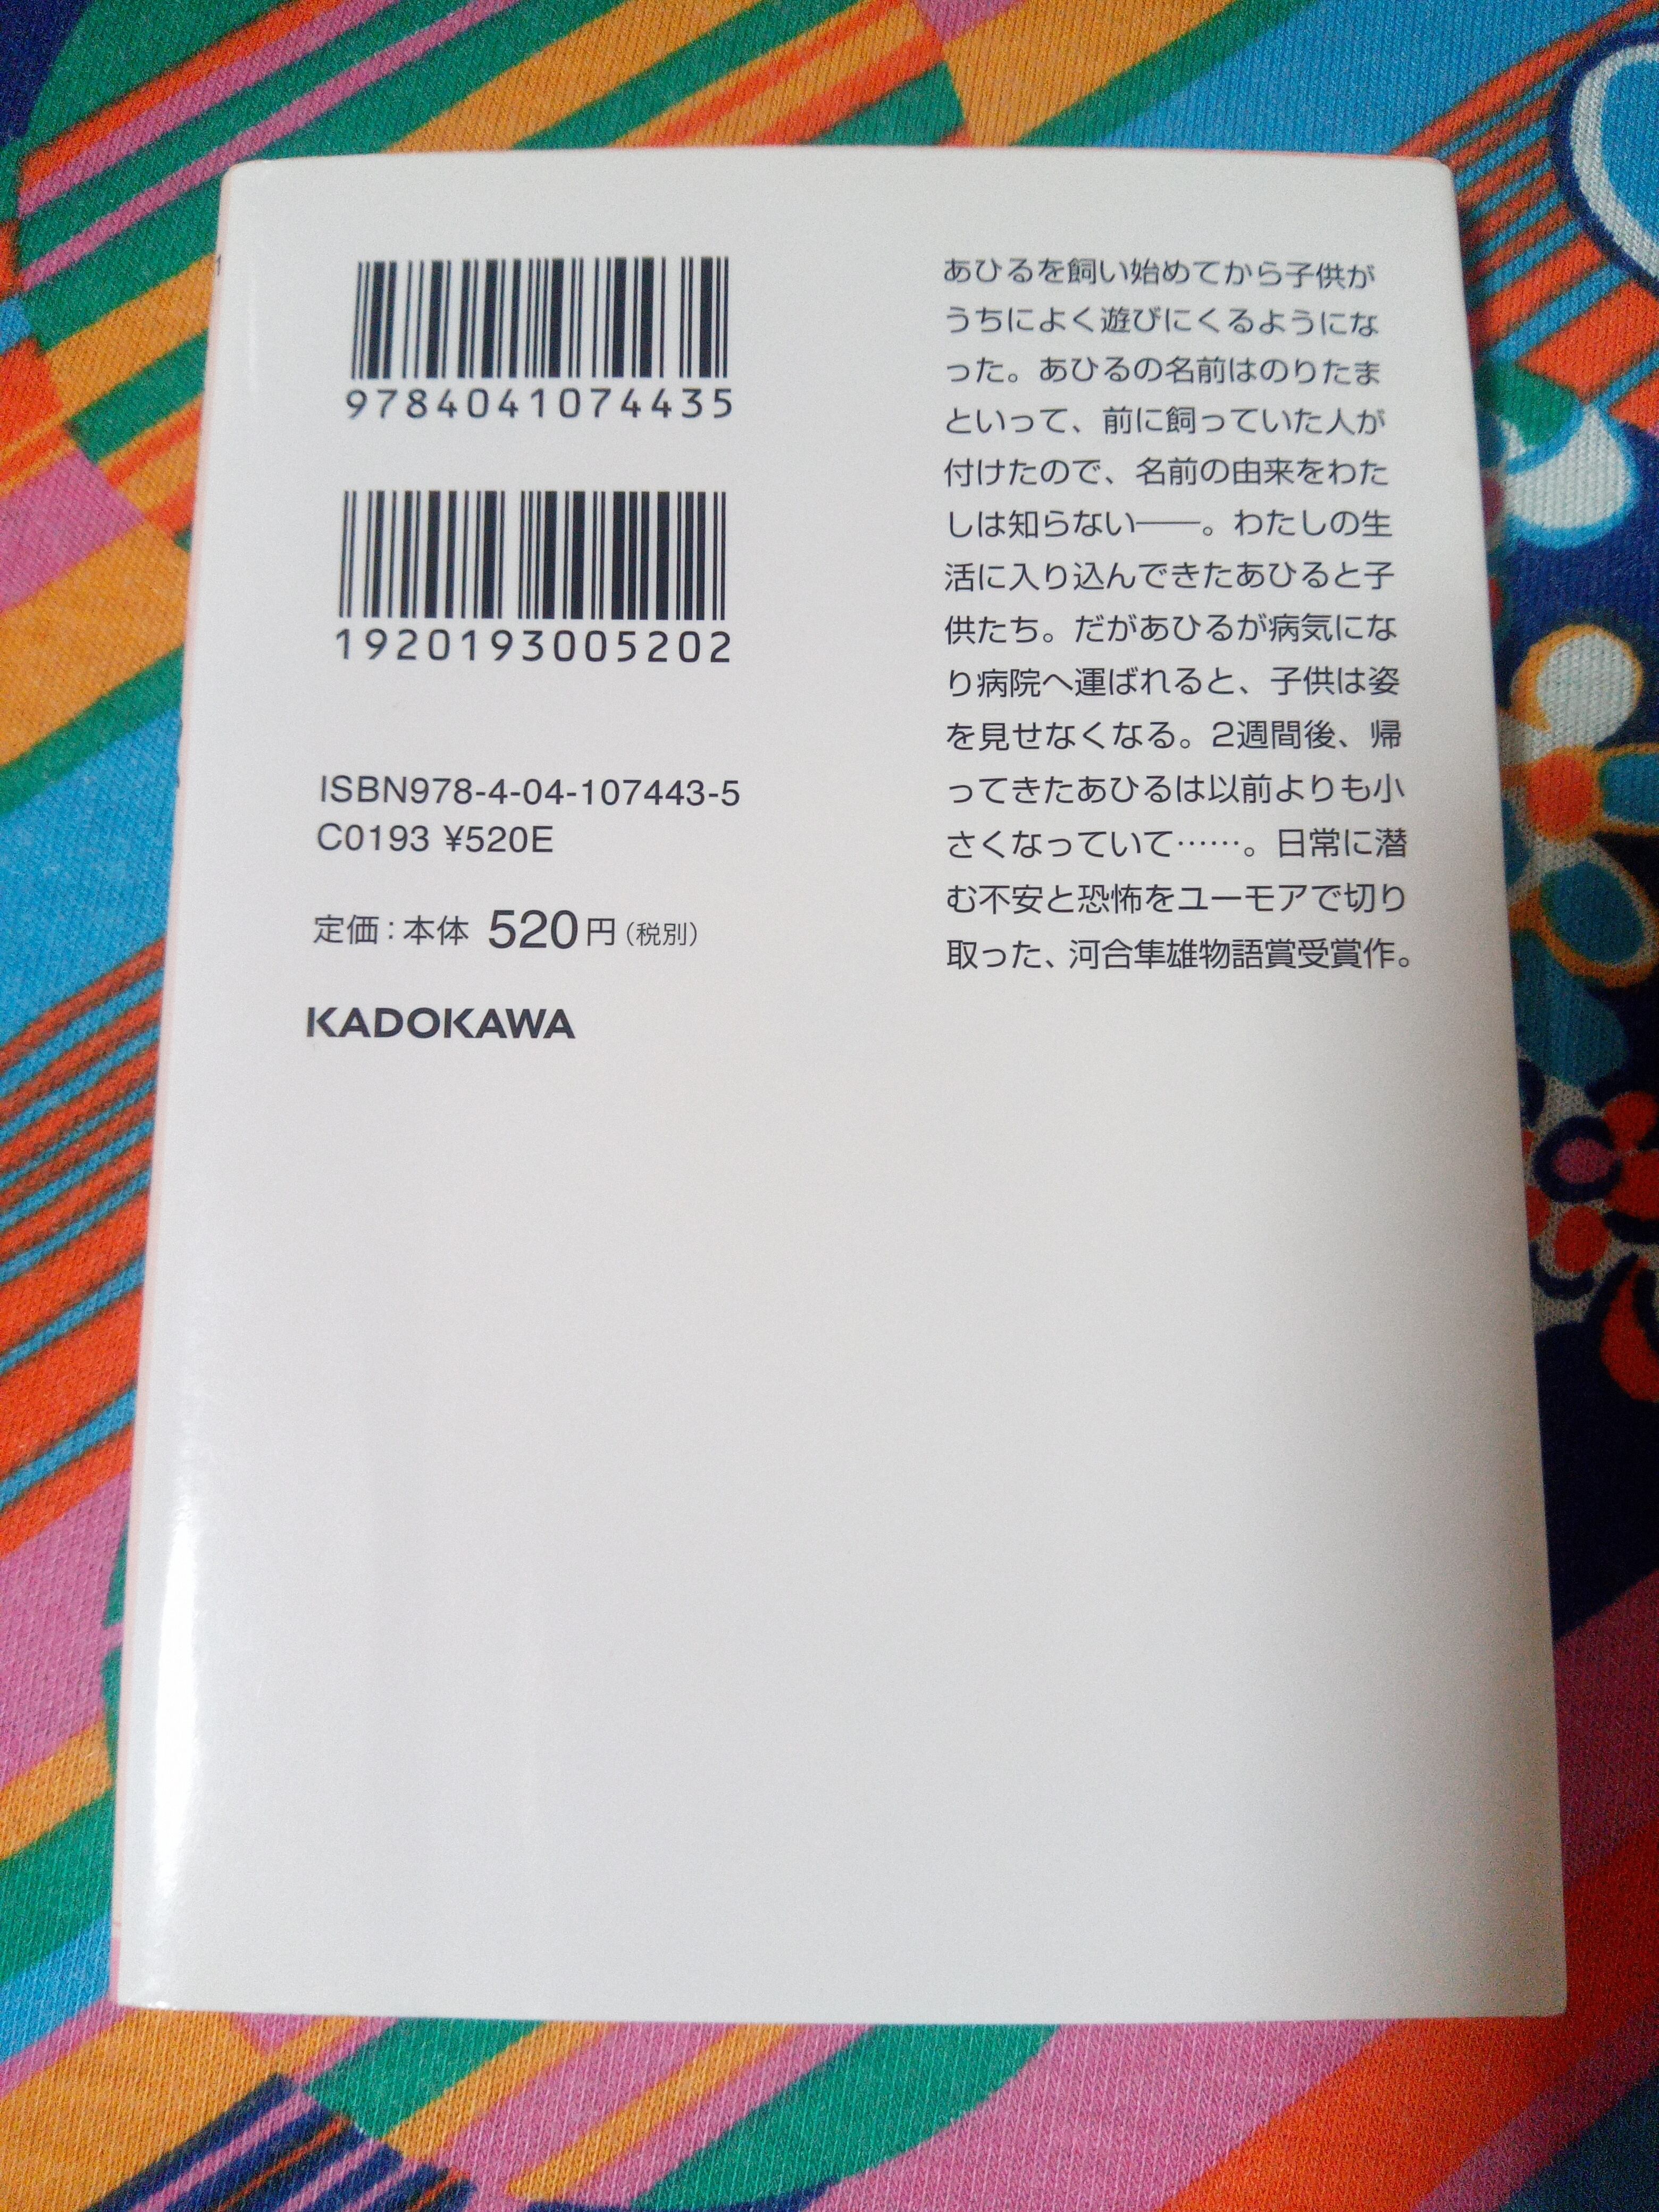 9784041074435
1920193005202
ISBN978-4-04-107443-5
C0193 ¥520E
定価：本体 520円（税別）
KADOKAWA
あひるを飼い始めてから子供が
うちによく遊びにくるようにな
った。あひるの名前はのりたま
といって、前に飼っていた人が
付けたので、名前の由来をわた
しは知らない――。わたしの生
活に入り込んできたあひると子
供たち。だがあひるが病気にな
り病院へ運ばれると、子供は姿
を見せなくなる。2週間後、帰
ってきたあひるは以前よりも小
さくなっていて……。日常に潜
む不安と恐怖をユーモアで切り
取った、河合隼雄物語賞受賞作。